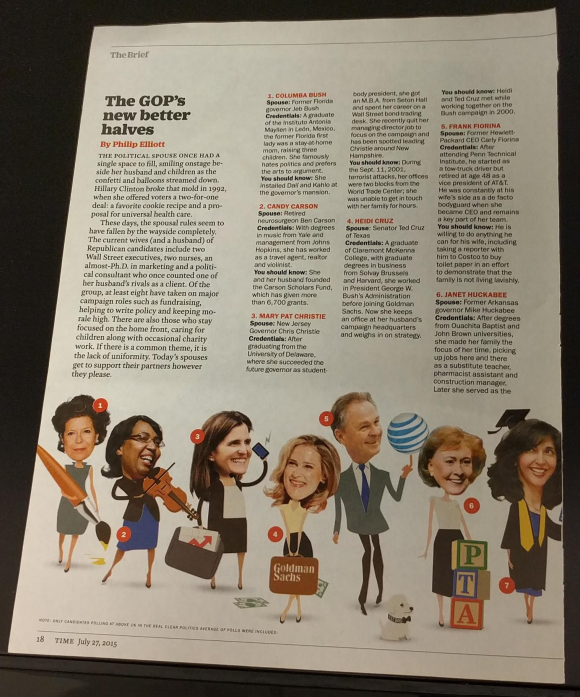 The Brief
The GOP's
new better
halves
By Philip Elliott
THE POLITICAL SPOUSE ONCE HAD A
single space to fill, smiling onstage be-
side her husband and children as the
confetti and balloons streamed down.
Hillary Clinton broke that mold in 1992,
when she offered voters a two-for-one
deal: a favorite cookie recipe and a pro-
posal for universal health care.
These days, the spousal rules seem to
have fallen by the wayside completely.
The current wives (and a husband) of
Republican candidates include two
Wall Street executives, two nurses, an
almost-Ph.D. in marketing and a politi-
cal consultant who once counted one of
her husband's rivals as a client. Of the
group, at least eight have taken on major
campaign roles such as fundraising,
helping to write policy and keeping mo-
rale high. There are also those who stay
focused on the home front, caring for
children along with occasional charity
work. If there is a common theme, it is
the lack of uniformity. Today's spouses
get to support their partners however
they please.
1. COLUMBA BUSH
Spouse: Former Florida
governor Jeb Bush
Credentials: A graduate
of the Instituto Antonia
Mayllen in León, Mexico,
the former Florida first
lady was a stay-at-home
mom, raising three
children. She famously
hates politics and prefers
the arts to argument.
You should know: She
installed Dalí and Kahlo at
the governor's mansion.
2. CANDY CARSON
Spouse: Retired
neurosurgeon Ben Carson
Credentials: With degrees
in music from Yale and
management from Johns
Hopkins, she has worked
as a travel agent, realtor
and violinist.
You should know: She
and her husband founded
the Carson Scholars Fund,
which has given more
than 6,700 grants.
3. MARY PAT CHRISTIE
Spouse: New Jersey
Governor Chris Christie
Credentials: After
graduating from the
University of Delaware,
where she succeeded the
future governor as student-
body president, she got
an M.B.A. from Seton Hall
and spent her career on a
Wall Street bond-trading
desk. She recently quit her
managing-director job to
focus on the campaign and
has been spotted leading
Christie around New
Hampshire.
You should know: During
the Sept. 11, 2001,
terrorist attacks, her offices
were two blocks from the
World Trade Center; she
was unable to get in touch
with her family for hours.
4. HEIDI CRUZ
Spouse: Senator Ted Cruz
of Texas
Credentials: A graduate
of Claremont McKenna
College, with graduate
degrees in business
from Solvay Brussels
and Harvard, she worked
in President George W.
Bush's Administration
before joining Goldman
Sachs. Now she keeps
an office at her husband's
campaign headquarters
and weighs in on strategy.
You should know: Heidi
and Ted Cruz met while
working together on the
Bush campaign in 2000.
5. FRANK FIORINA
Spouse: Former Hewlett-
Packard CEO Carly Fiorina
Credentials: After
attending Penn Technical
Institute, he started as
a tow-truck driver but
retired at age 48 as a
vice president of AT&T.
He was constantly at his
wife's side as a de facto
bodyguard when she
became CEO and remains
a key part of her team.
You should know: He is
willing to do anything he
can for his wife, including
taking a reporter with
him to Costco to buy
toilet paper in an effort
to demonstrate that the
family is not living lavishly.
6. JANET HUCKABEE
Spouse: Former Arkansas
governor Mike Huckabee
Credentials: After degrees
from Ouachita Baptist and
John Brown universities,
she made her family the
focus of her time, picking
up jobs here and there
as a substitute teacher,
pharmacist assistant and
construction manager.
Later she served as the
1
2
3
4
5
6
7
Goldman
Sachs
P
T
A
NOTE: ONLY CANDIDATES POLLING AT ABOVE 1% IN THE REAL CLEAR POLITICS AVERAGE OF POLLS WERE INCLUDED.
18 TIME July 27, 2015